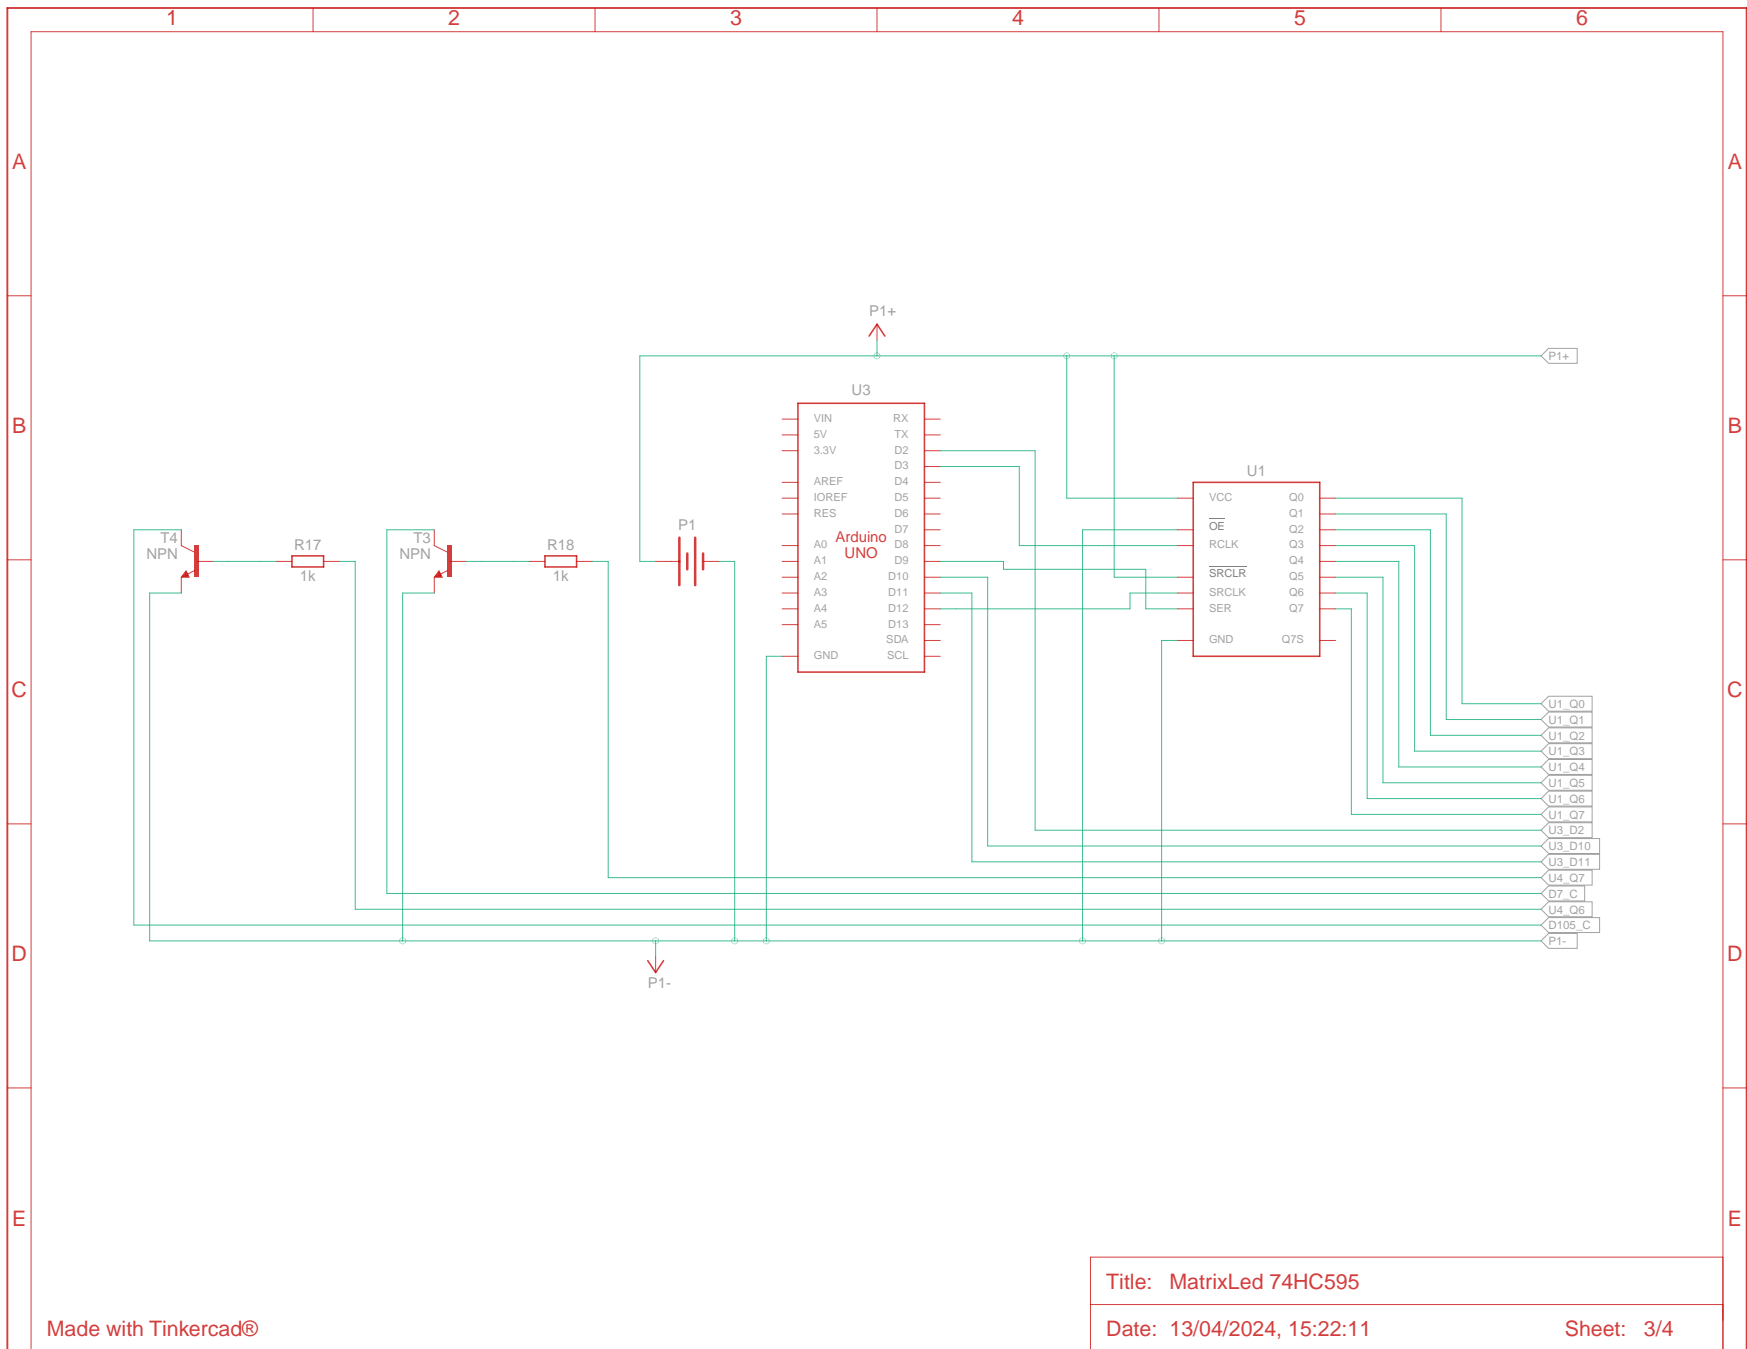 1 2 3 4 5 6
A A
P1+
P1+
U3
B B
VIN RX
5V TX
3.3V D2
D3
AREF D4
IOREF D5
RES D6
D7
A0 D8
A1 D9
A2 D10
A3 D11
A4 D12
A5 D13
SDA
GND SCL
Arduino
UNO
U1
VCC Q0
Q1
OE Q2
RCLK Q3
Q4
SRCLR Q5
SRCLK Q6
SER Q7
GND Q7S
T4
NPN
R17
1k
T3
NPN
R18
1k
P1
C C
U1_Q0
U1_Q1
U1_Q2
U1_Q3
U1_Q4
U1_Q5
U1_Q6
U1_Q7
U3_D2
U3_D10
U3_D11
U4_Q7
D7_C
U4_Q6
D105_C
P1-
D D
P1-
E E
Title: MatrixLed 74HC595
Made with Tinkercad®
Date: 13/04/2024, 15:22:11 Sheet: 3/4